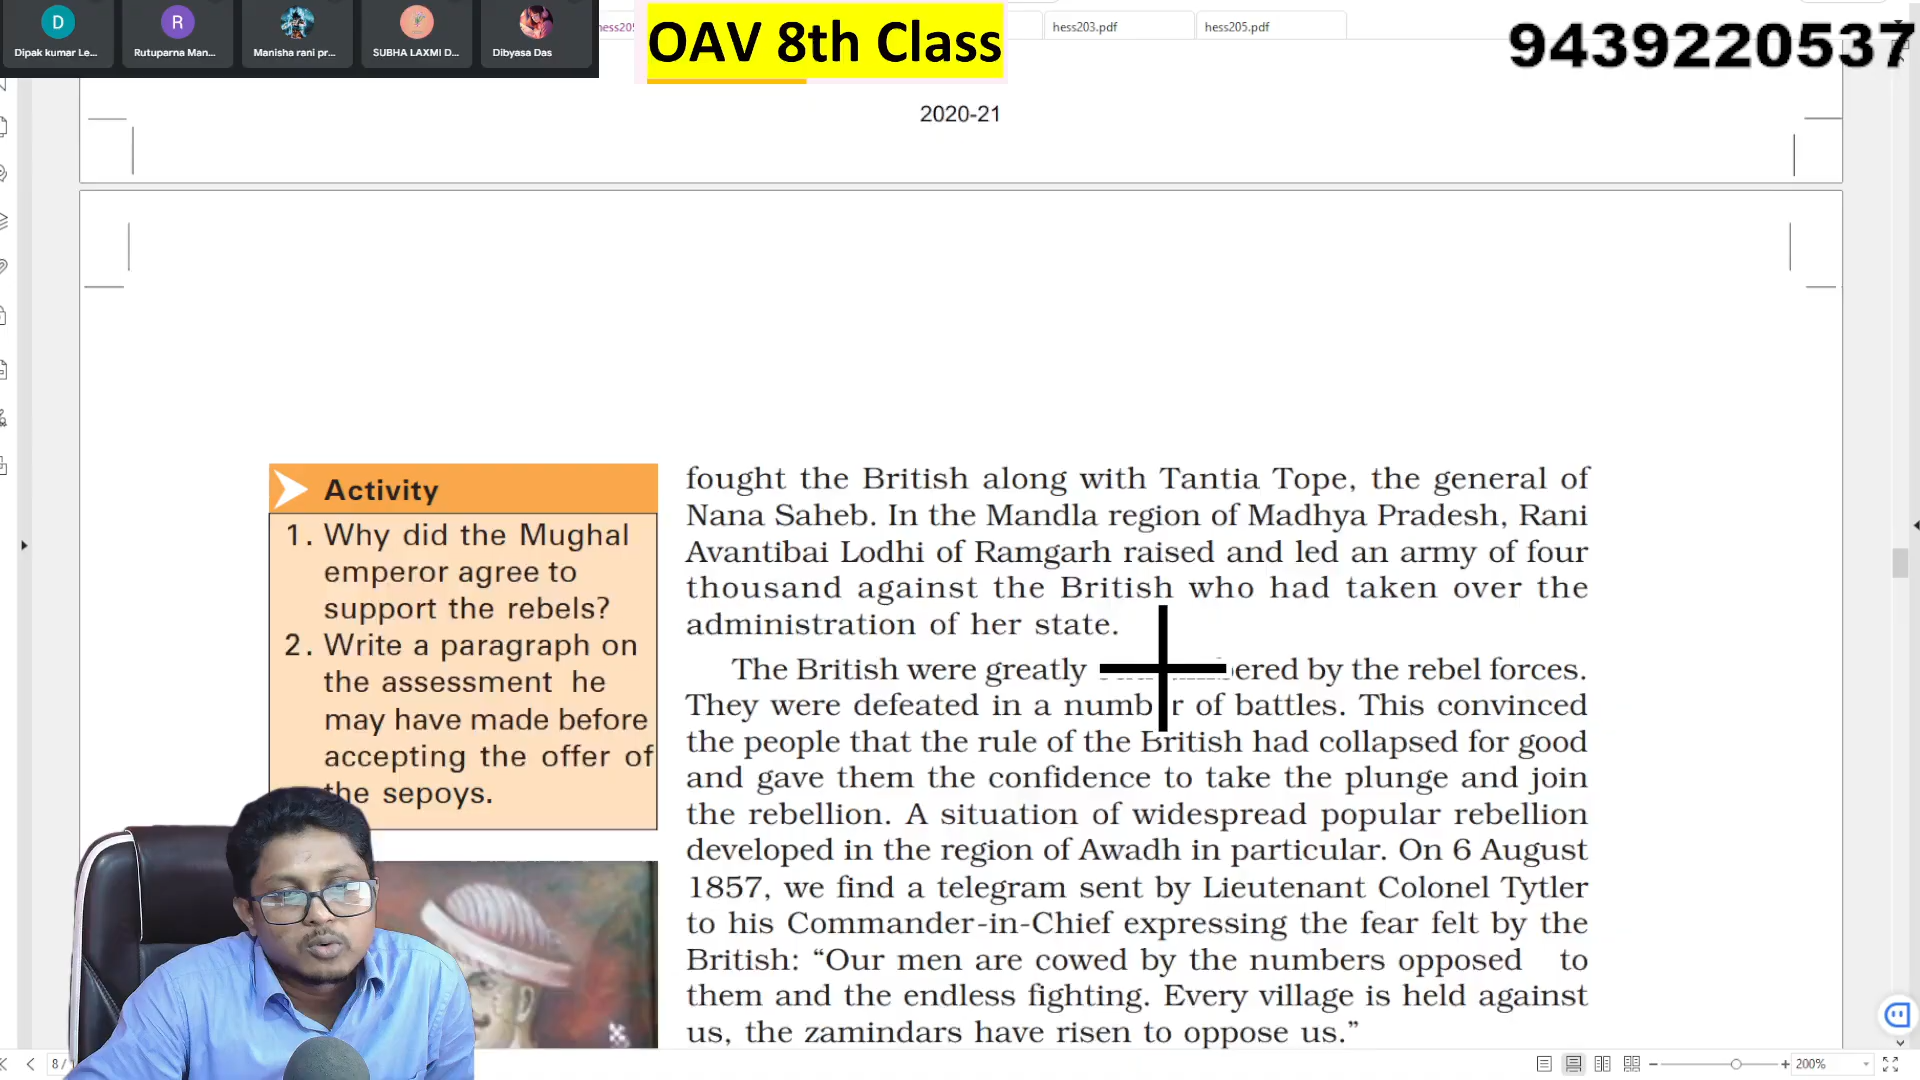 Dipak kumar Le...
Rutuparna Man...
Manisha rani pr...
SUBHA LAXMI D...
Dibyasa Das
OAV 8th Class
hess203.pdf
hess205.pdf
9439220537
2020-21
Activity
1. Why did the Mughal
emperor agree to
support the rebels?
2. Write a paragraph on
the assessment he
may have made before
accepting the offer of
the sepoys.
fought the British along with Tantia Tope, the general of
Nana Saheb. In the Mandla region of Madhya Pradesh, Rani
Avantibai Lodhi of Ramgarh raised and led an army of four
thousand against the British who had taken over the
administration of her state.
The British were greatly by the rebel forces.
They were defeated in a number of battles. This convinced
the people that the rule of the British had collapsed for good
and gave them the confidence to take the plunge and join
the rebellion. A situation of widespread popular rebellion
developed in the region of Awadh in particular. On 6 August
1857, we find a telegram sent by Lieutenant Colonel Tytler
to his Commander-in-Chief expressing the fear felt by the
British: “Our men are cowed by the numbers opposed to
them and the endless fighting. Every village is held against
us, the zamindars have risen to oppose us.”
200%